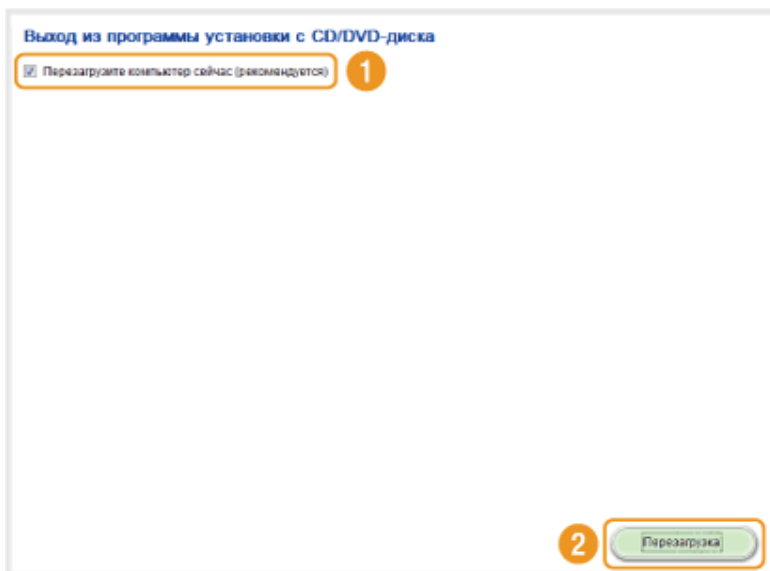 Выход из программы установки с CD/DVD-диска
Перезагрузите компьютер сейчас (рекомендуется)
1
2
Перезагрузка